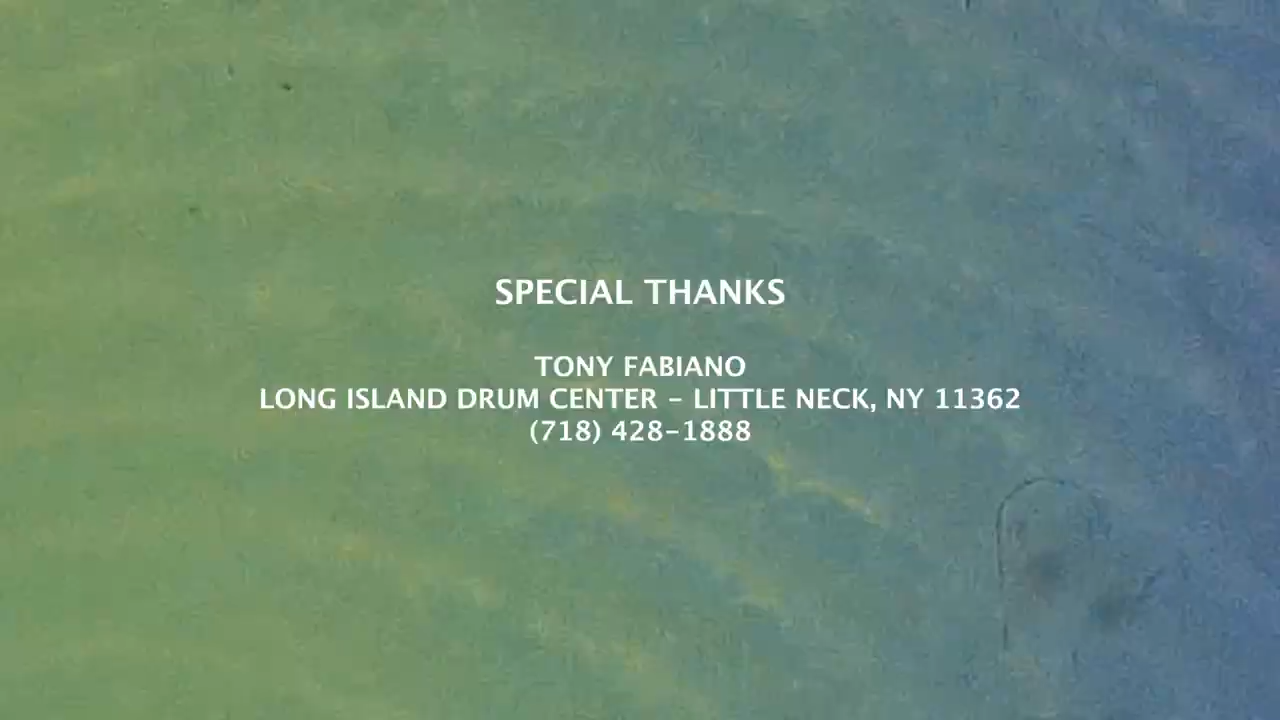 SPECIAL THANKS
TONY FABIANO
LONG ISLAND DRUM CENTER – LITTLE NECK, NY 11362
(718) 428–1888